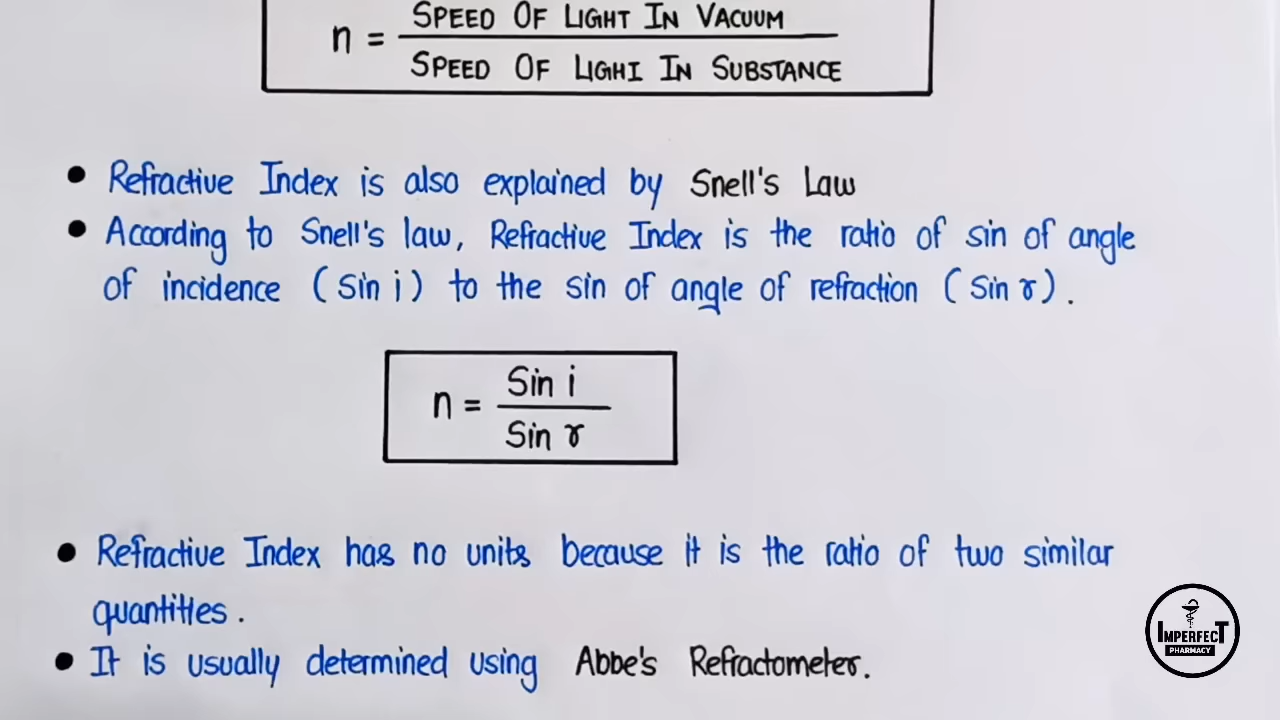 n = SPEED OF LIGHT IN VACUUM
SPEED OF LIGHI IN SUBSTANCE
• Refractive Index is also explained by Snell's Law
• According to Snell's law, Refractive Index is the ratio of sin of angle
of incidence (Sin i) to the sin of angle of refraction (Sin r).
n = Sin i
Sin r
• Refractive Index has no units because it is the ratio of two similar
quantities.
• It is usually determined using Abbe's Refractometer.
IMPERFECT
PHARMACY